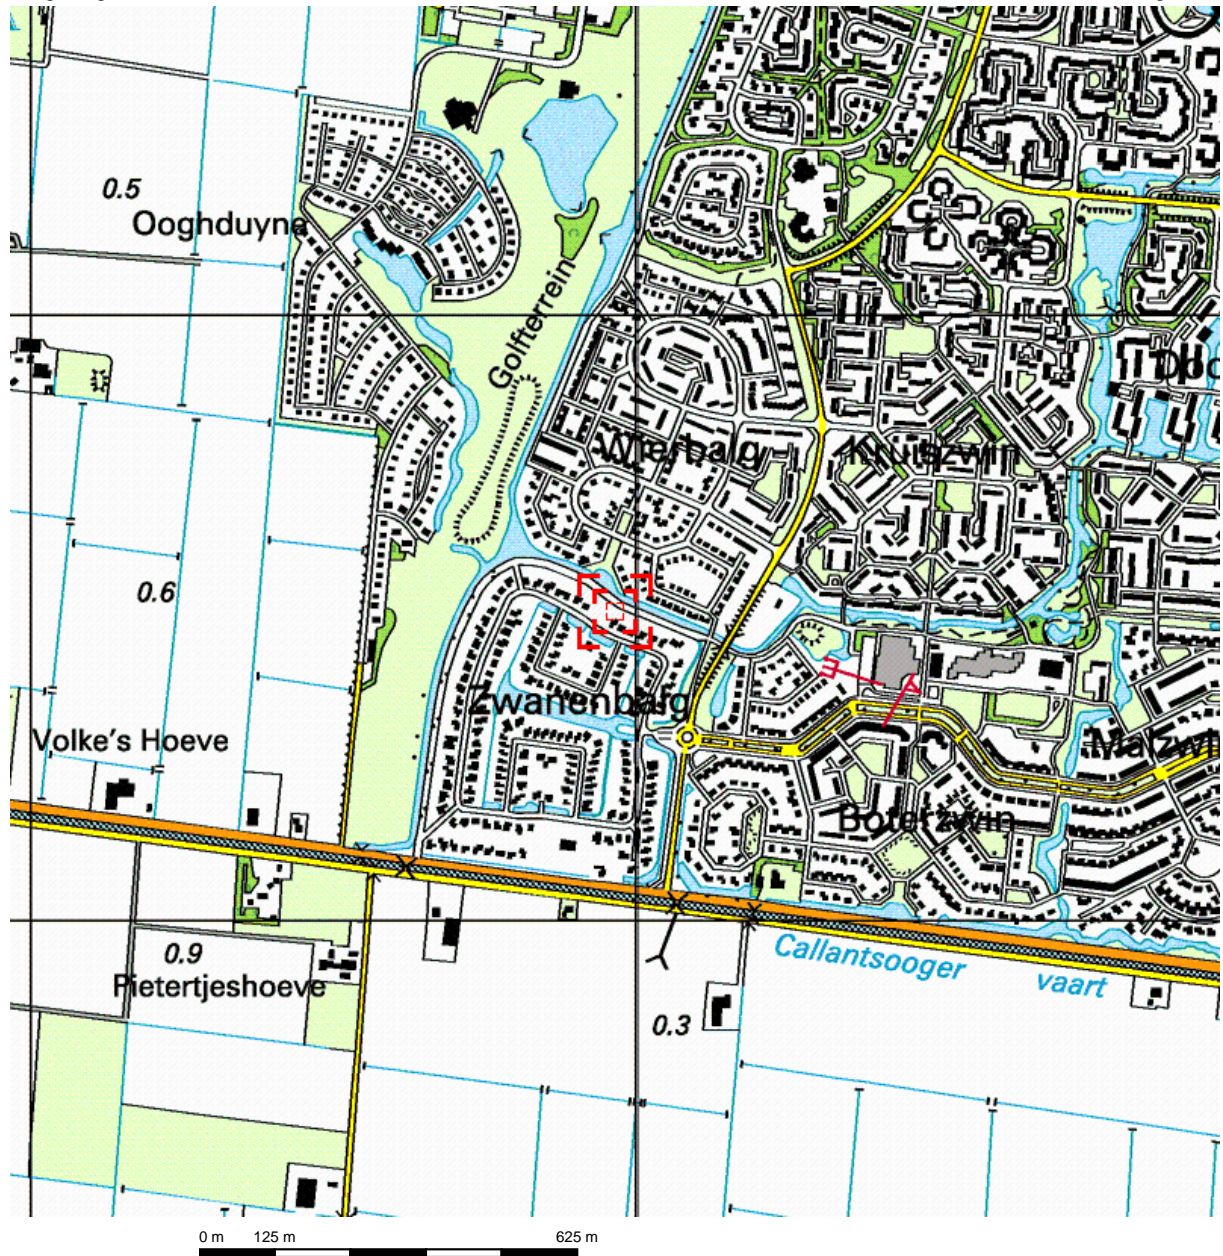 0.5
Ooghduyne
Golfterrein
Wierbalg
Kruiszwin
0.6
Zwanenbalg
Volke's Hoeve
Malzwi
Boterzwin
0.9
Pietertjeshoeve
Callantsooger vaart
0.3
0 m 125 m 625 m